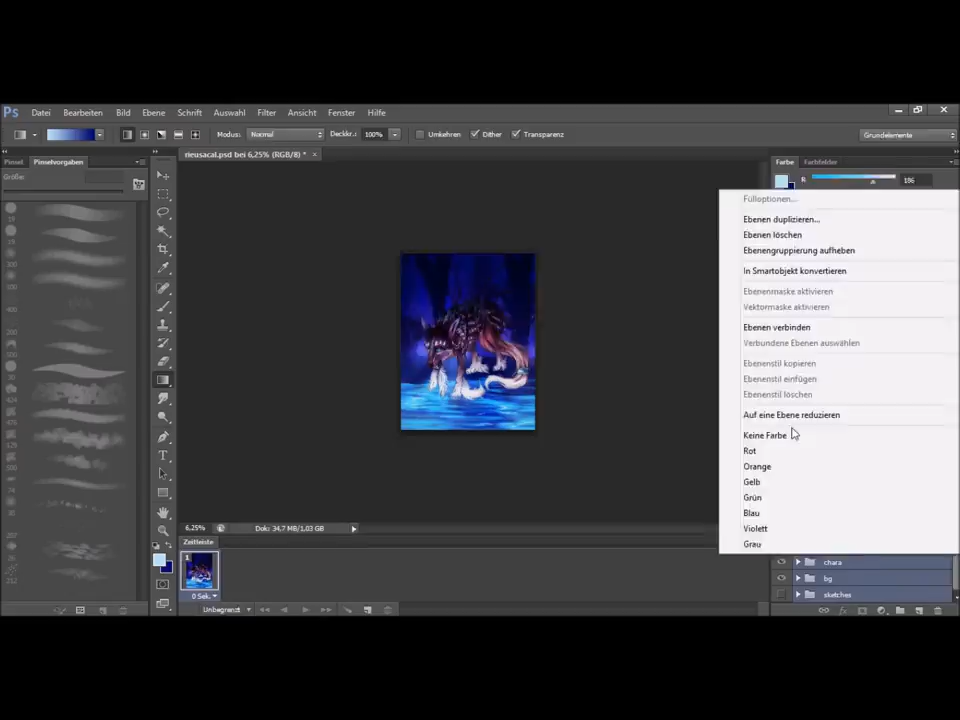 Ps Datei Bearbeiten Bild Ebene Schrift Auswahl Filter Ansicht Fenster Hilfe
Modus: Normal Deckkr.: 100% Umkehren Dither Transparenz Grundelemente
Pinsel Pinselvorgaben
rieusacal.psd bei 6,25% (RGB/8) * ×
Farbe Farbfelder
Größe:
R 186
Fülloptionen...
Ebenen duplizieren...
Ebenen löschen
Ebenengruppierung aufheben
In Smartobjekt konvertieren
Ebenenmaske aktivieren
Vektormaske aktivieren
Ebenen verbinden
Verbundene Ebenen auswählen
Ebenenstil kopieren
Ebenenstil einfügen
Ebenenstil löschen
Auf eine Ebene reduzieren
Keine Farbe
Rot
Orange
Gelb
Grün
Blau
Violett
Grau
6,25% Dok: 34,7 MB/1,03 GB
Zeitleiste
1
0 Sek.
Unbegrenzt
chara
bg
sketches